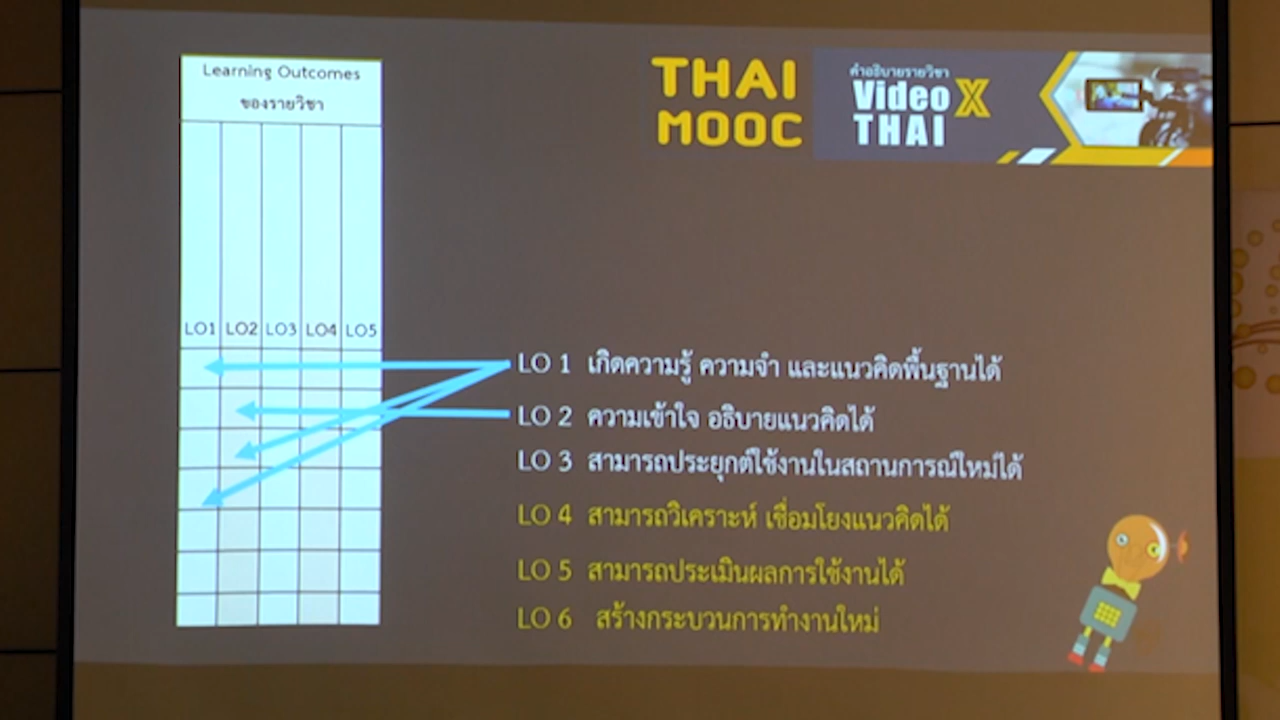 Learning Outcomes
ของรายวิชา
THAI
MOOC
คำอธิบายรายวิชา
Video X
THAI
LO1 LO2 LO3 LO4 LO5
LO 1 เกิดความรู้ ความจำ และแนวคิดพื้นฐานได้
LO 2 ความเข้าใจ อธิบายแนวคิดได้
LO 3 สามารถประยุกต์ใช้งานในสถานการณ์ใหม่ได้
LO 4 สามารถวิเคราะห์ เชื่อมโยงแนวคิดได้
LO 5 สามารถประเมินผลการใช้งานได้
LO 6 สร้างกระบวนการทำงานใหม่